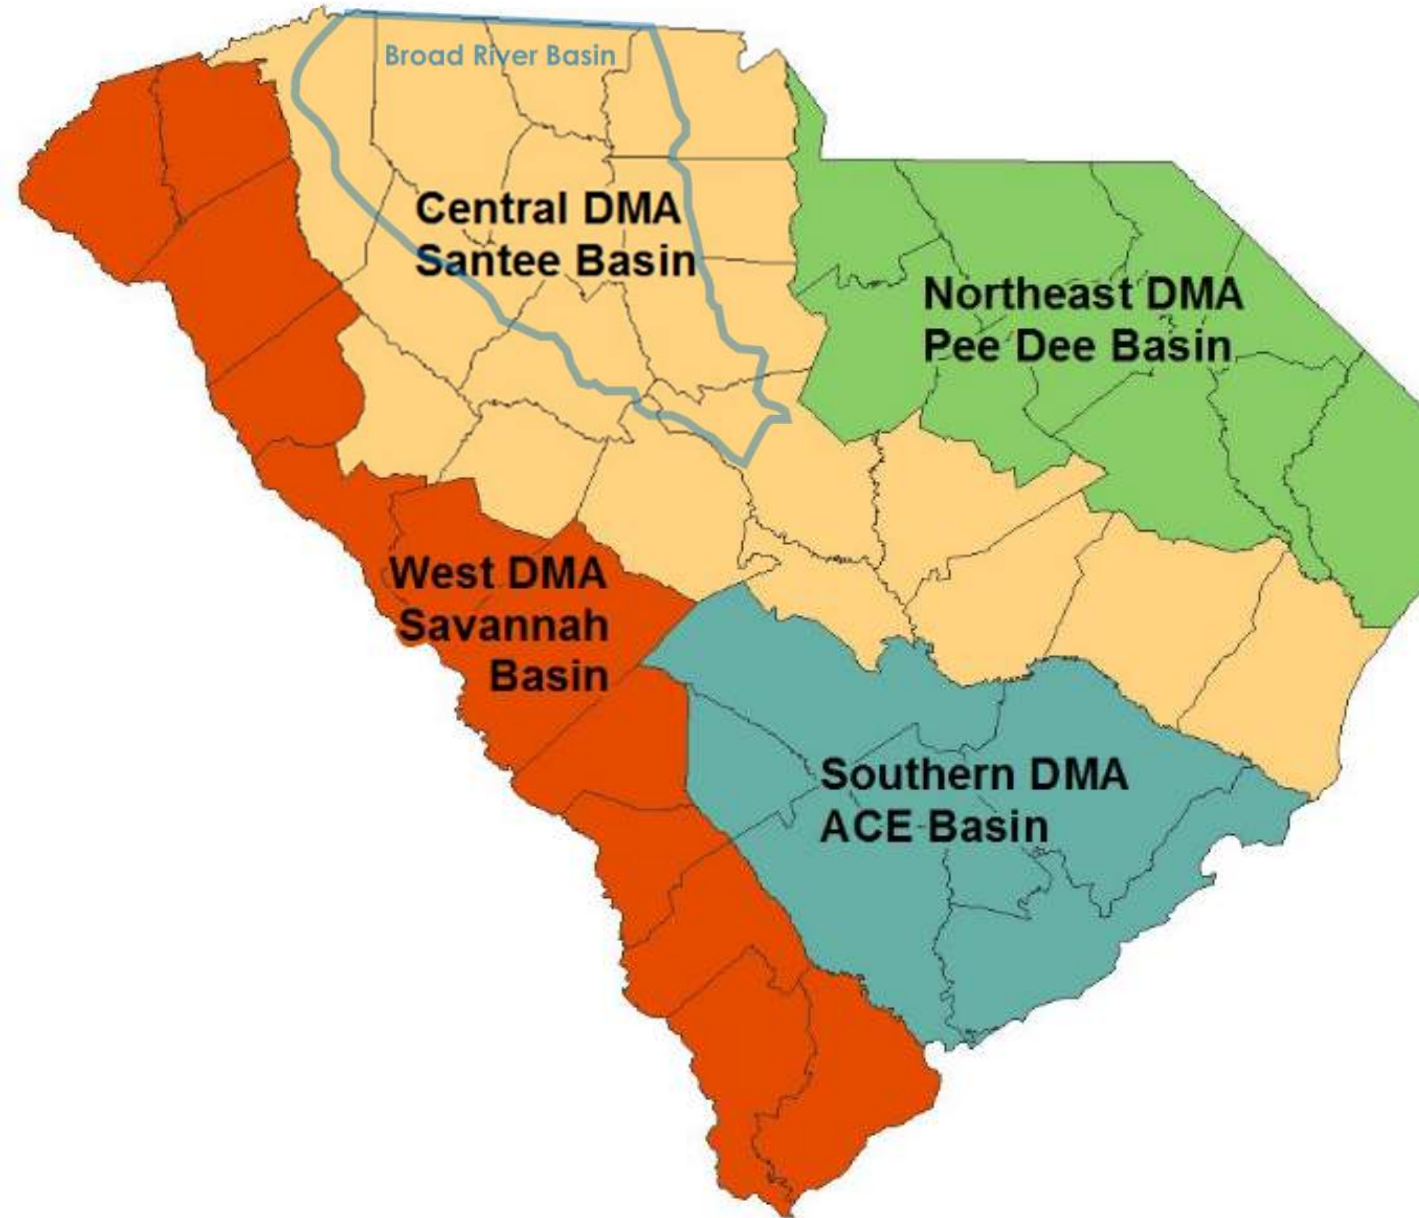 Broad River Basin
Central DMA
Santee Basin
Northeast DMA
Pee Dee Basin
West DMA
Savannah
Basin
Southern DMA
ACE Basin